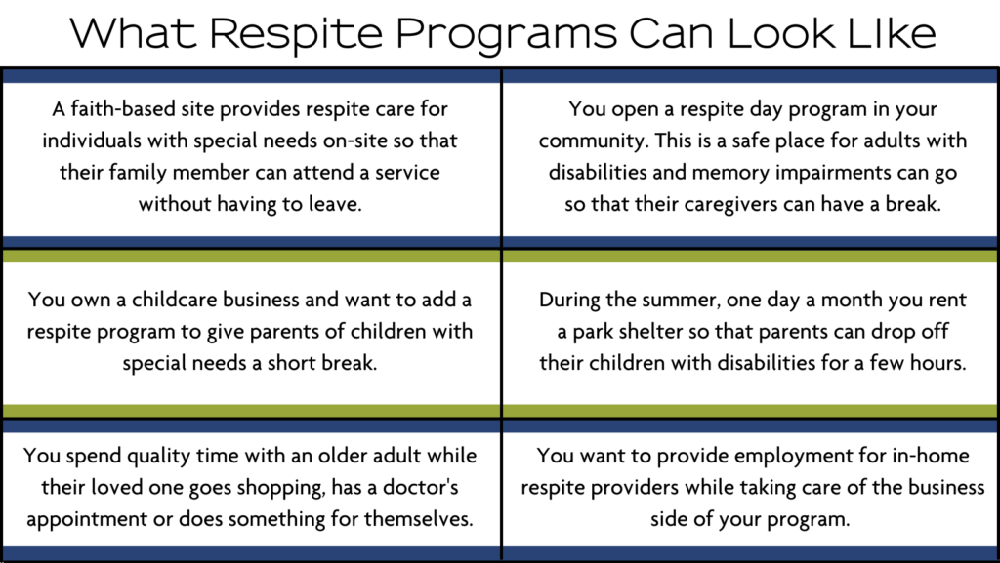 What Respite Programs Can Look LIke
A faith-based site provides respite care for
individuals with special needs on-site so that
their family member can attend a service
without having to leave.
You open a respite day program in your
community. This is a safe place for adults with
disabilities and memory impairments can go
so that their caregivers can have a break.
You own a childcare business and want to add a
respite program to give parents of children with
special needs a short break.
During the summer, one day a month you rent
a park shelter so that parents can drop off
their children with disabilities for a few hours.
You spend quality time with an older adult while
their loved one goes shopping, has a doctor's
appointment or does something for themselves.
You want to provide employment for in-home
respite providers while taking care of the business
side of your program.